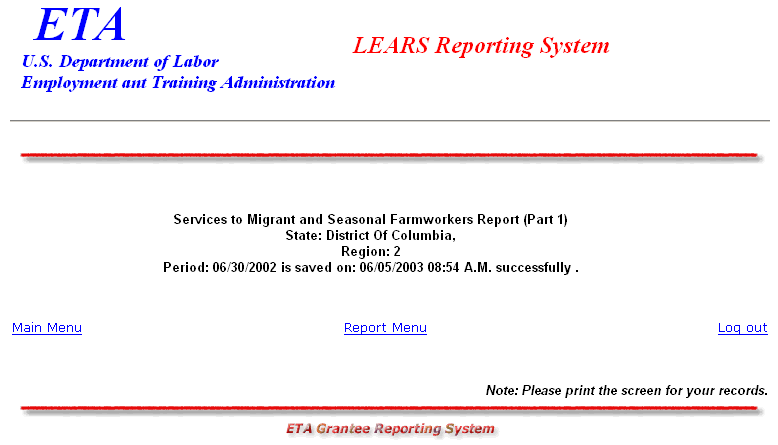 ETA
LEARS Reporting System
U.S. Department of Labor
Employment ant Training Administration
Services to Migrant and Seasonal Farmworkers Report (Part 1)
State: District Of Columbia,
Region: 2
Period: 06/30/2002 is saved on: 06/05/2003 08:54 A.M. successfully .
Main Menu Report Menu Log out
Note: Please print the screen for your records.
ETA Grantee Reporting System